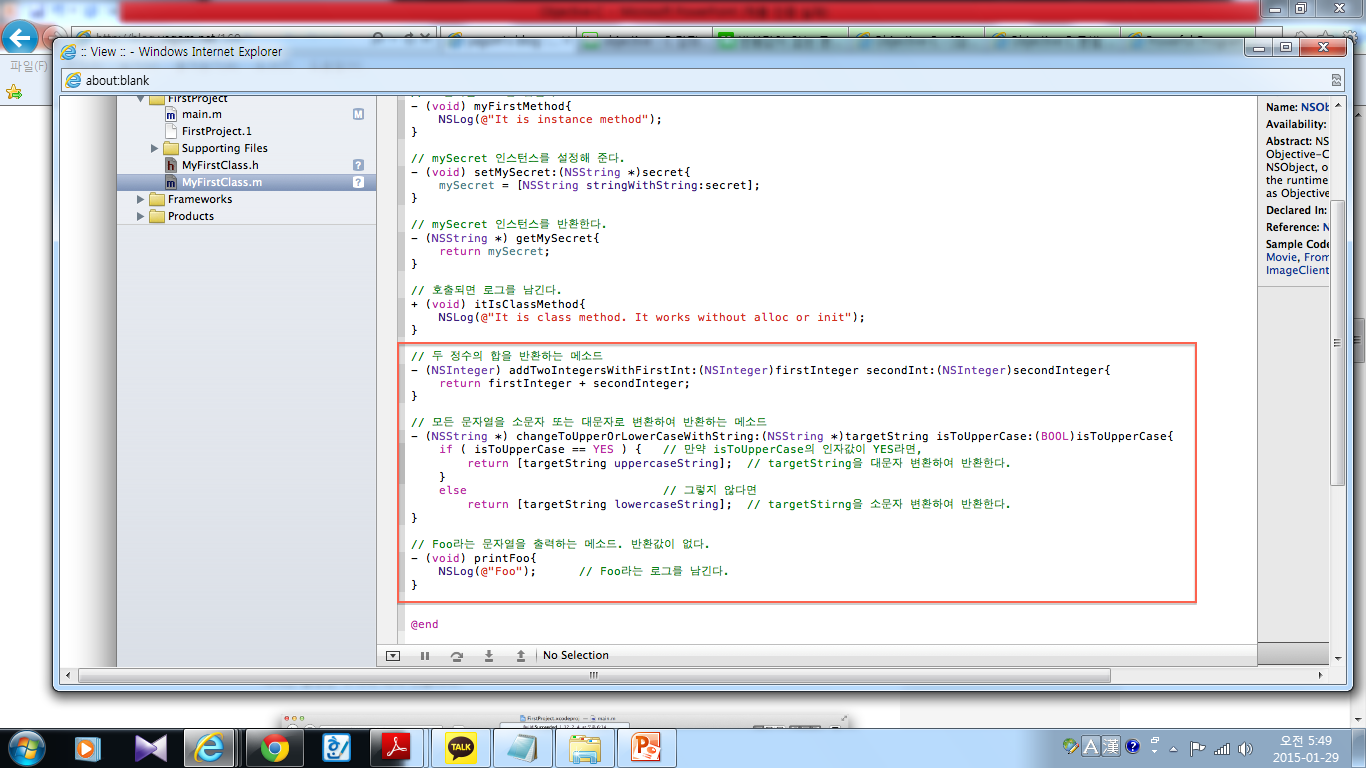 :: View :: - Windows Internet Explorer
파일(F)
about:blank
FirstProject
main.m
M
FirstProject.1
Supporting Files
MyFirstClass.h
?
MyFirstClass.m
?
Frameworks
Products
- (void) myFirstMethod{
NSLog(@"It is instance method");
}
// mySecret 인스턴스를 설정해 준다.
- (void) setMySecret:(NSString *)secret{
mySecret = [NSString stringWithString:secret];
}
// mySecret 인스턴스를 반환한다.
- (NSString *) getMySecret{
return mySecret;
}
// 호출되면 로그를 남긴다.
+ (void) itIsClassMethod{
NSLog(@"It is class method. It works without alloc or init");
}
// 두 정수의 합을 반환하는 메소드
- (NSInteger) addTwoIntegersWithFirstInt:(NSInteger)firstInteger secondInt:(NSInteger)secondInteger{
return firstInteger + secondInteger;
}
// 모든 문자열을 소문자 또는 대문자로 변환하여 반환하는 메소드
- (NSString *) changeToUpperOrLowerCaseWithString:(NSString *)targetString isToUpperCase:(BOOL)isToUpperCase{
if ( isToUpperCase == YES ) { // 만약 isToUpperCase의 인자값이 YES라면,
return [targetString uppercaseString]; // targetString을 대문자 변환하여 반환한다.
}
else // 그렇지 않다면
return [targetString lowercaseString]; // targetStirng을 소문자 변환하여 반환한다.
}
// Foo라는 문자열을 출력하는 메소드. 반환값이 없다.
- (void) printFoo{
NSLog(@"Foo"); // Foo라는 로그를 남긴다.
}
@end
No Selection
Name: NSOb
Availability:
Abstract: NS
Objective-C
NSObject, o
the runtime
as Objective
Declared In:
Reference: N
Sample Code
Movie, From
ImageClient
FirstProject.xcodeproj — main.m
TALK
A 漢
오전 5:49
2015-01-29